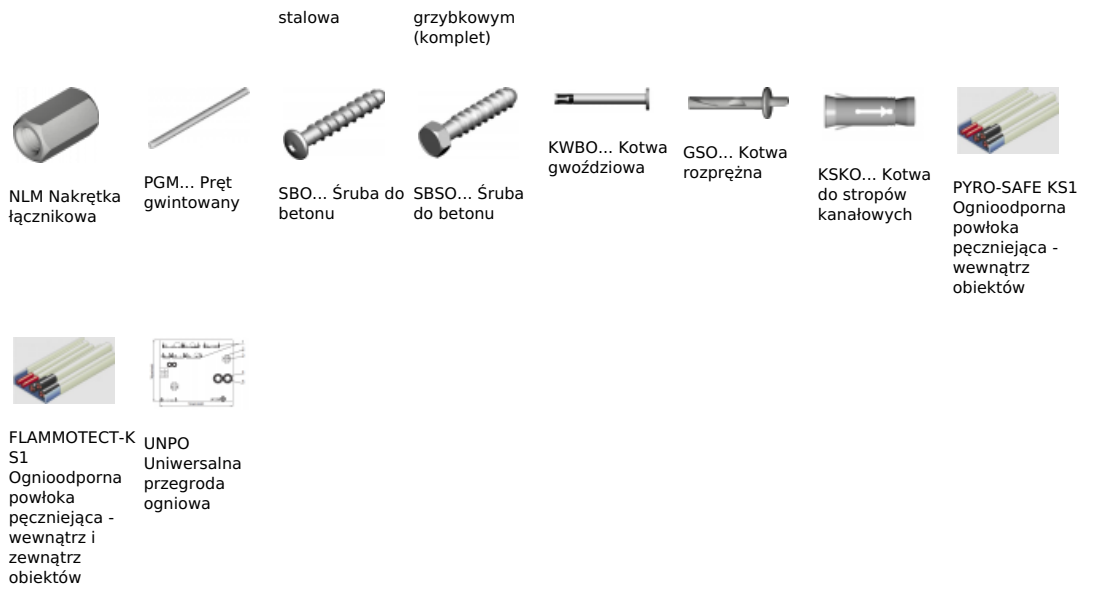 stalowa
grzybkowym
(komplet)
NLM Nakrętka
łącznikowa
PGM... Pręt
gwintowany
SBO... Śruba do
betonu
SBSO... Śruba
do betonu
KWBO... Kotwa
gwoździowa
GSO... Kotwa
rozprężna
KSKO... Kotwa
do stropów
kanałowych
PYRO-SAFE KS1
Ognioodporna
powłoka
pęczniejąca -
wewnątrz
obiektów
FLAMMOTECT-K
S1
Ognioodporna
powłoka
pęczniejąca -
wewnątrz i
zewnątrz
obiektów
UNPO
Uniwersalna
przegroda
ogniowa